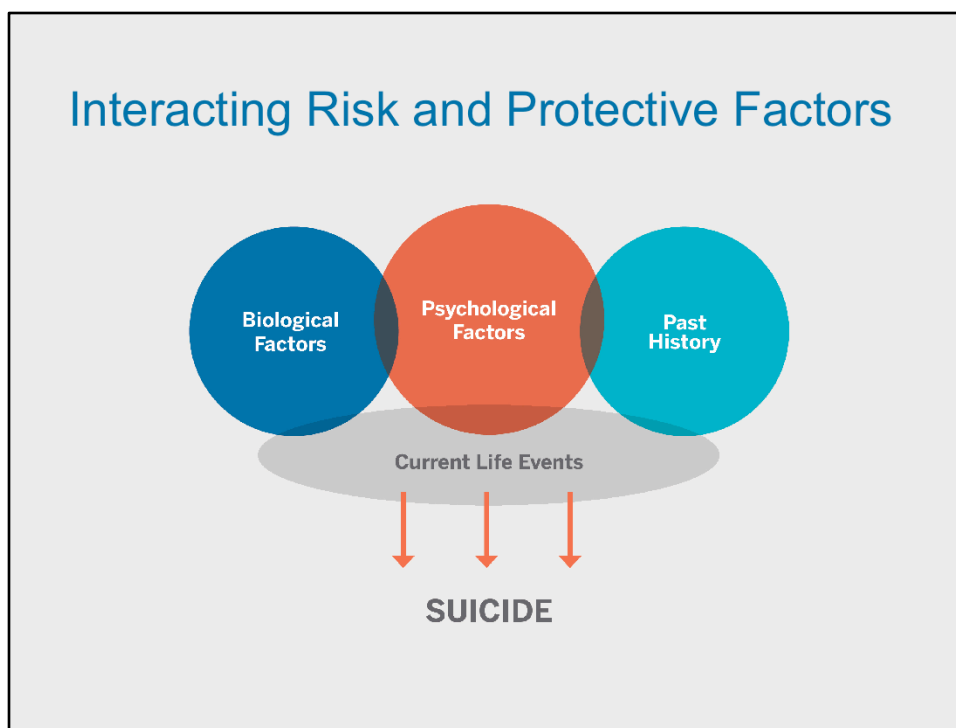 Interacting Risk and Protective Factors
Biological
Factors
Psychological
Factors
Past
History
Current Life Events
SUICIDE